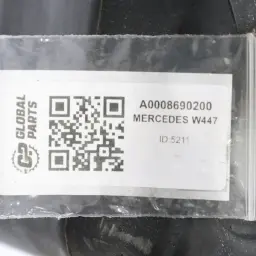 GLOBAL
PARTS
A0008690200
MERCEDES W447
ID:5211